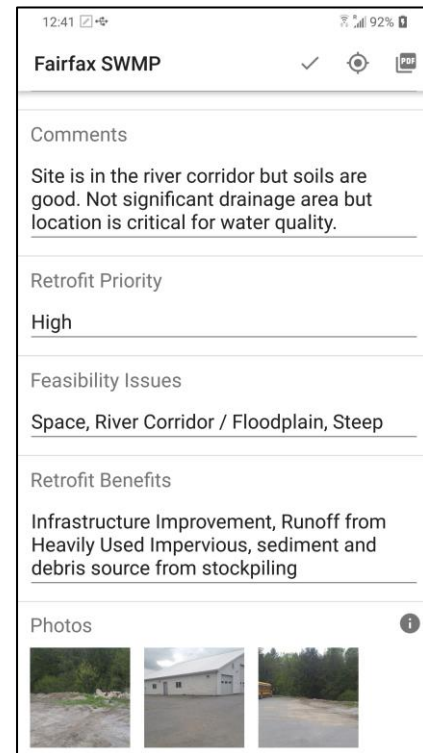 12:41 92%
Fairfax SWMP PDF
Comments
Site is in the river corridor but soils are
good. Not significant drainage area but
location is critical for water quality.
Retrofit Priority
High
Feasibility Issues
Space, River Corridor / Floodplain, Steep
Retrofit Benefits
Infrastructure Improvement, Runoff from
Heavily Used Impervious, sediment and
debris source from stockpiling
Photos